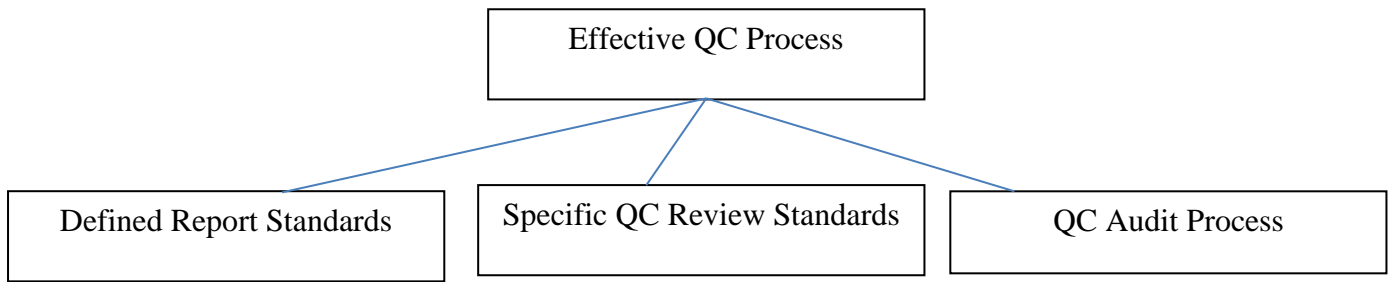 Effective QC Process
Defined Report Standards
Specific QC Review Standards
QC Audit Process